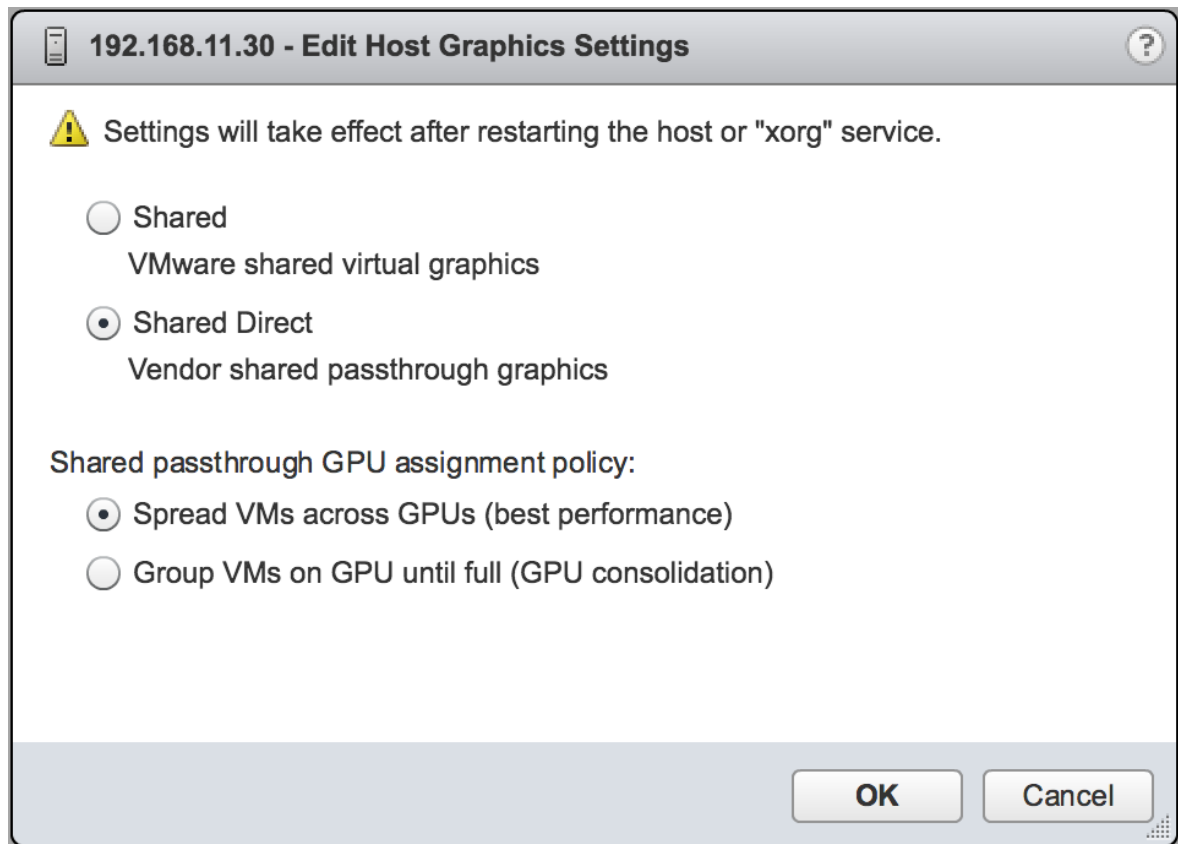 192.168.11.30 - Edit Host Graphics Settings
?
Settings will take effect after restarting the host or "xorg" service.
Shared
VMware shared virtual graphics
Shared Direct
Vendor shared passthrough graphics
Shared passthrough GPU assignment policy:
Spread VMs across GPUs (best performance)
Group VMs on GPU until full (GPU consolidation)
OK Cancel